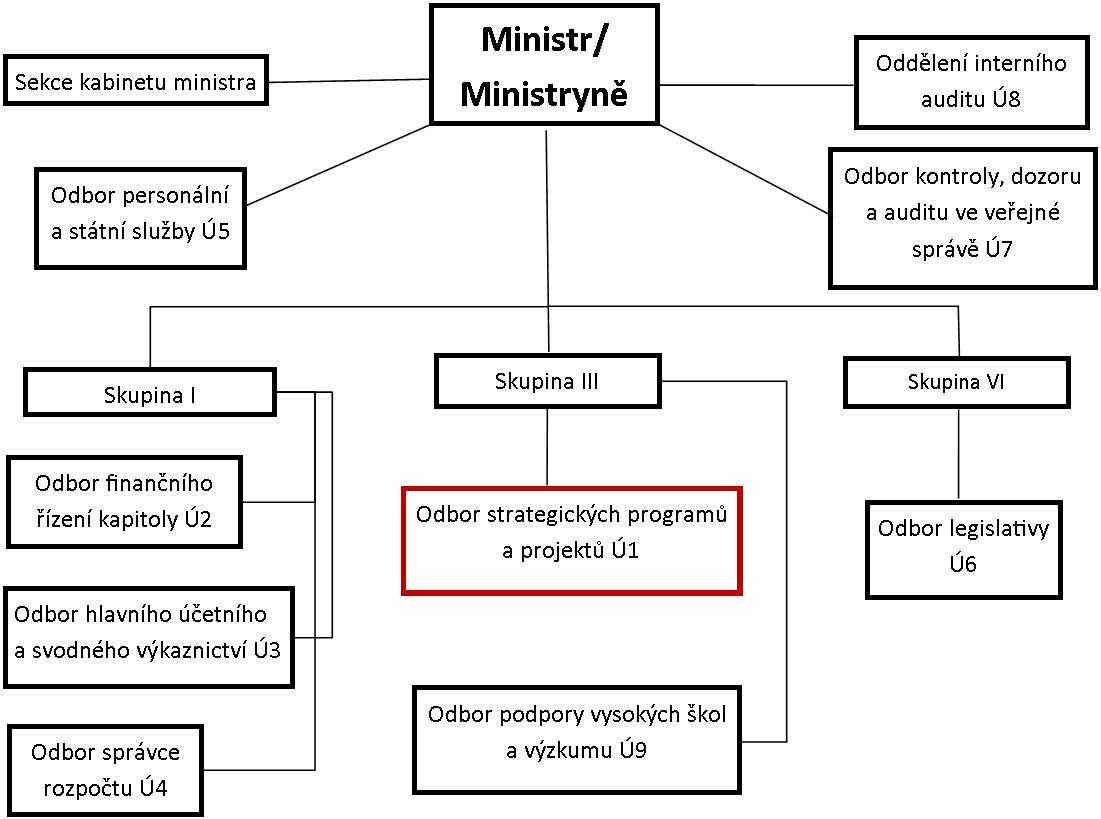 Ministr/
Ministryně
Sekce kabinetu ministra
Oddělení interního
auditu Ú8
Odbor personální
a státní služby Ú5
Odbor kontroly, dozoru
a auditu ve veřejné
správě Ú7
Skupina I
Skupina III
Skupina VI
Odbor finančního
řízení kapitoly Ú2
Odbor strategických programů
a projektů Ú1
Odbor legislativy
Ú6
Odbor hlavního účetního
a svodného výkaznictví Ú3
Odbor podpory vysokých škol
a výzkumu Ú9
Odbor správce
rozpočtu Ú4